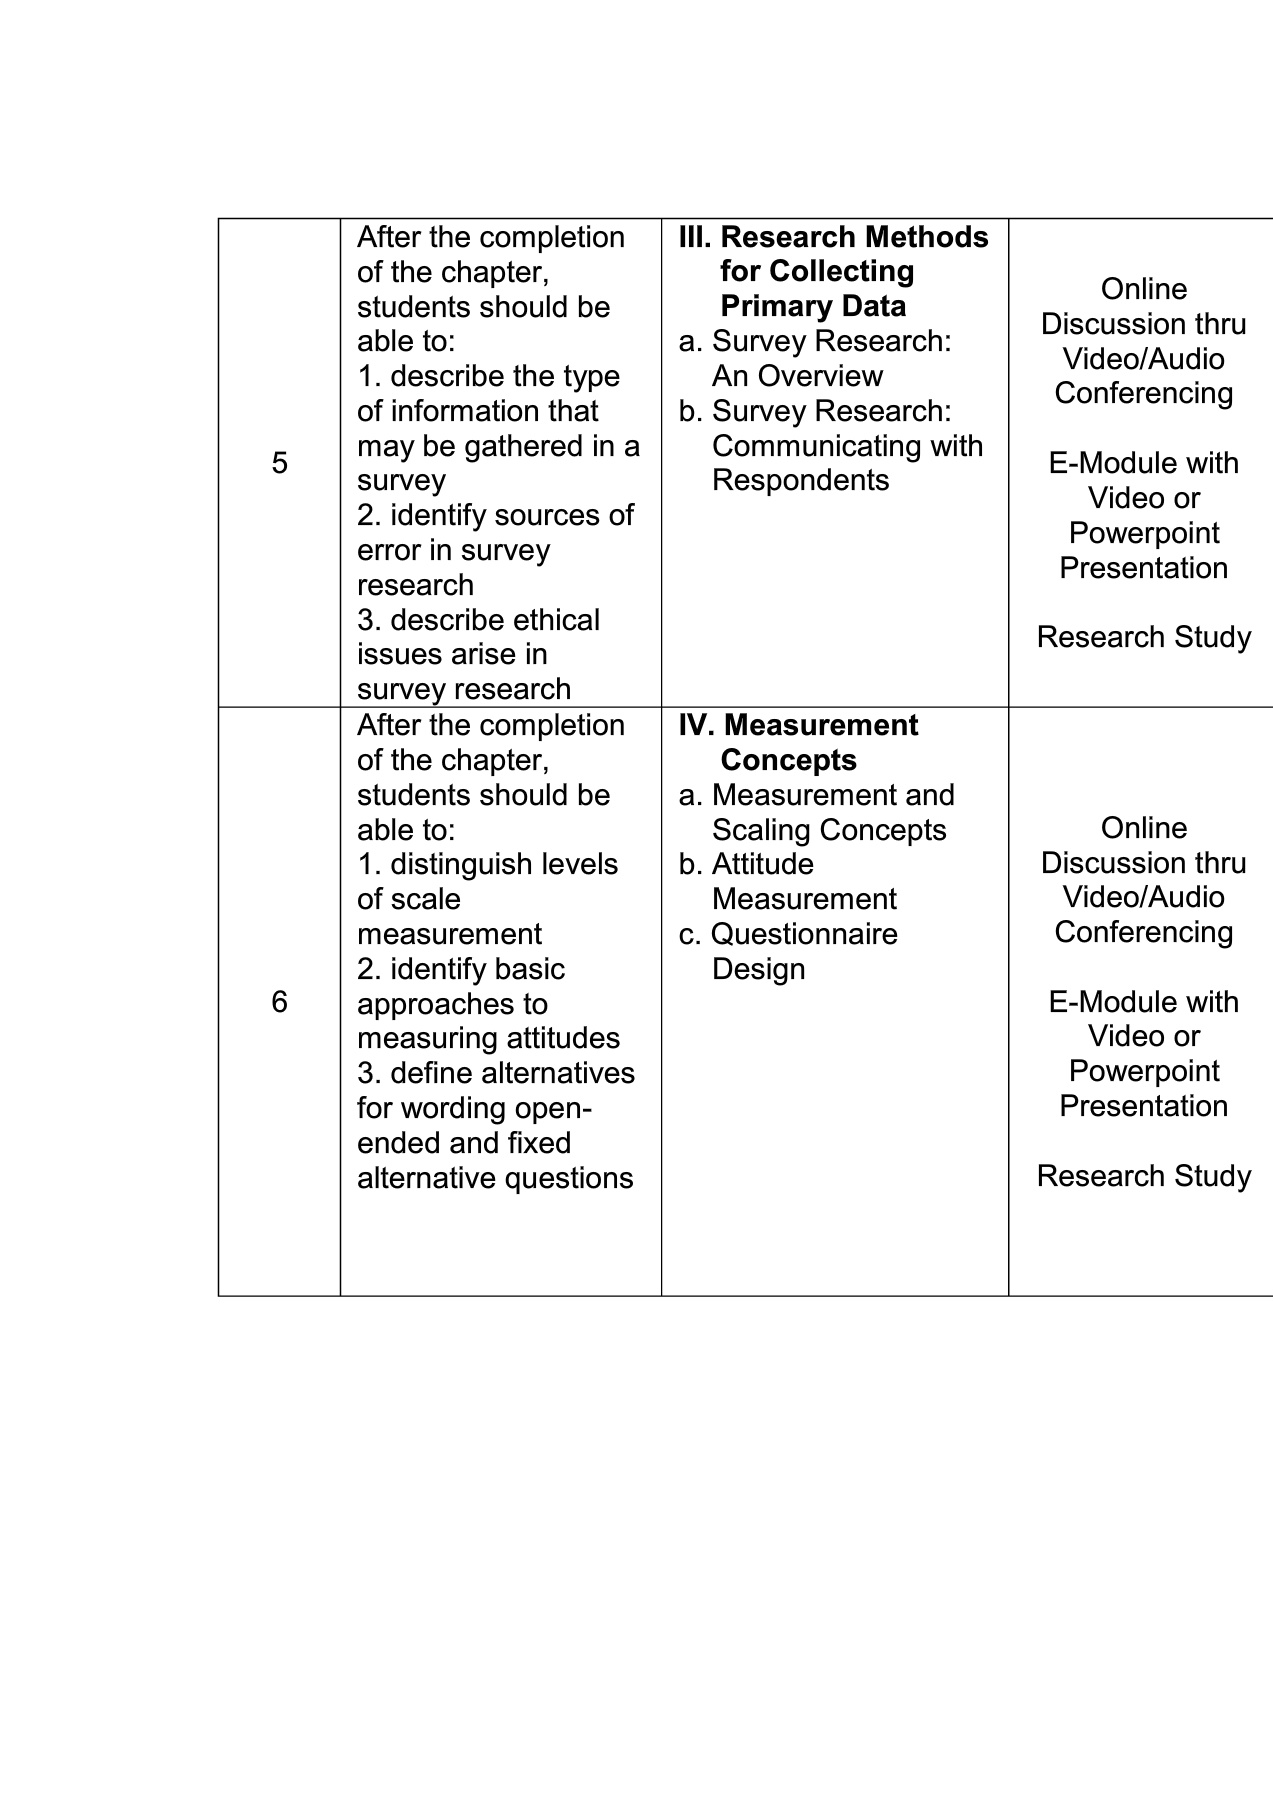 5
After the completion
of the chapter,
students should be
able to:
1. describe the type
of information that
may be gathered in a
survey
2. identify sources of
error in survey
research
3. describe ethical
issues arise in
survey research
III. Research Methods
for Collecting
Primary Data
a. Survey Research:
An Overview
b. Survey Research:
Communicating with
Respondents
Online
Discussion thru
Video/Audio
Conferencing
E-Module with
Video or
Powerpoint
Presentation
Research Study
6
After the completion
of the chapter,
students should be
able to:
1. distinguish levels
of scale
measurement
2. identify basic
approaches to
measuring attitudes
3. define alternatives
for wording open-
ended and fixed
alternative questions
IV. Measurement
Concepts
a. Measurement and
Scaling Concepts
b. Attitude
Measurement
c. Questionnaire
Design
Online
Discussion thru
Video/Audio
Conferencing
E-Module with
Video or
Powerpoint
Presentation
Research Study